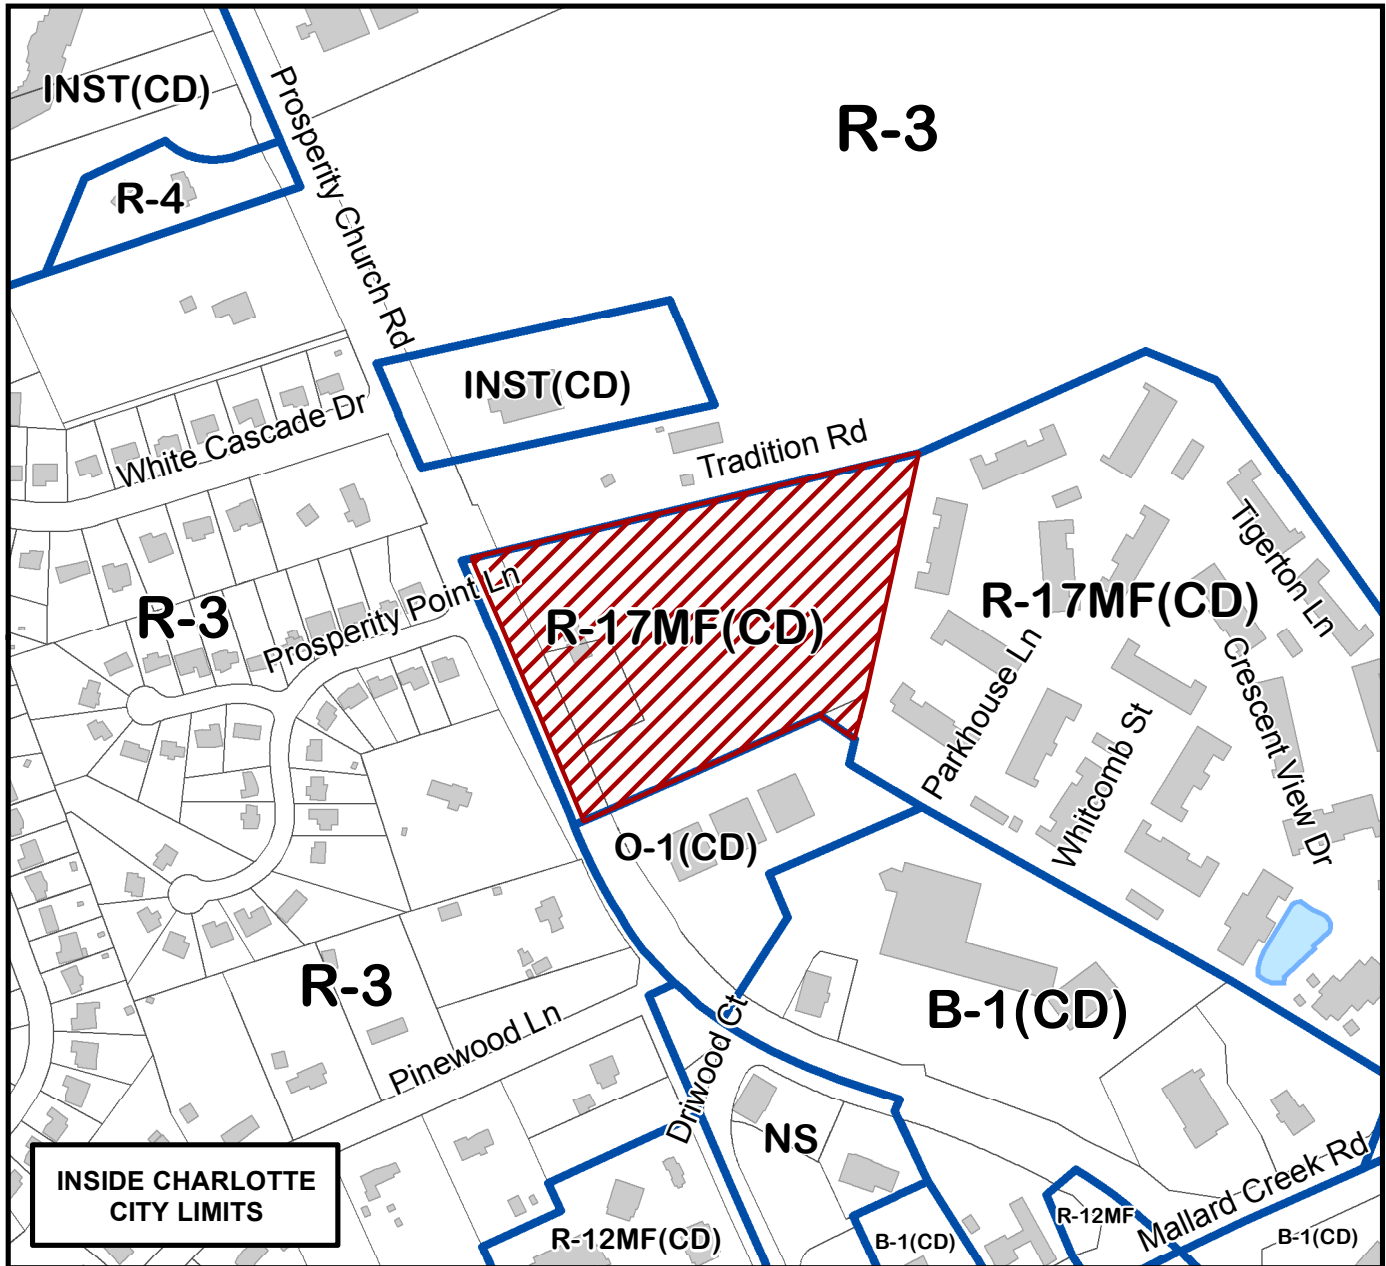 INST(CD)
R-3
Prosperity Church Rd
R-4
INST(CD)
White Cascade Dr
Tradition Rd
Tigerton Ln
Prosperity Point Ln
R-3
R-17MF(CD)
R-17MF(CD)
Parkhouse Ln
Crescent View Dr
Whitcomb St
O-1(CD)
R-3
B-1(CD)
Pinewood Ln
Driwood Ct
NS
INSIDE CHARLOTTE
CITY LIMITS
R-12MF(CD)
B-1(CD)
R-12MF
Mallard Creek Rd
B-1(CD)